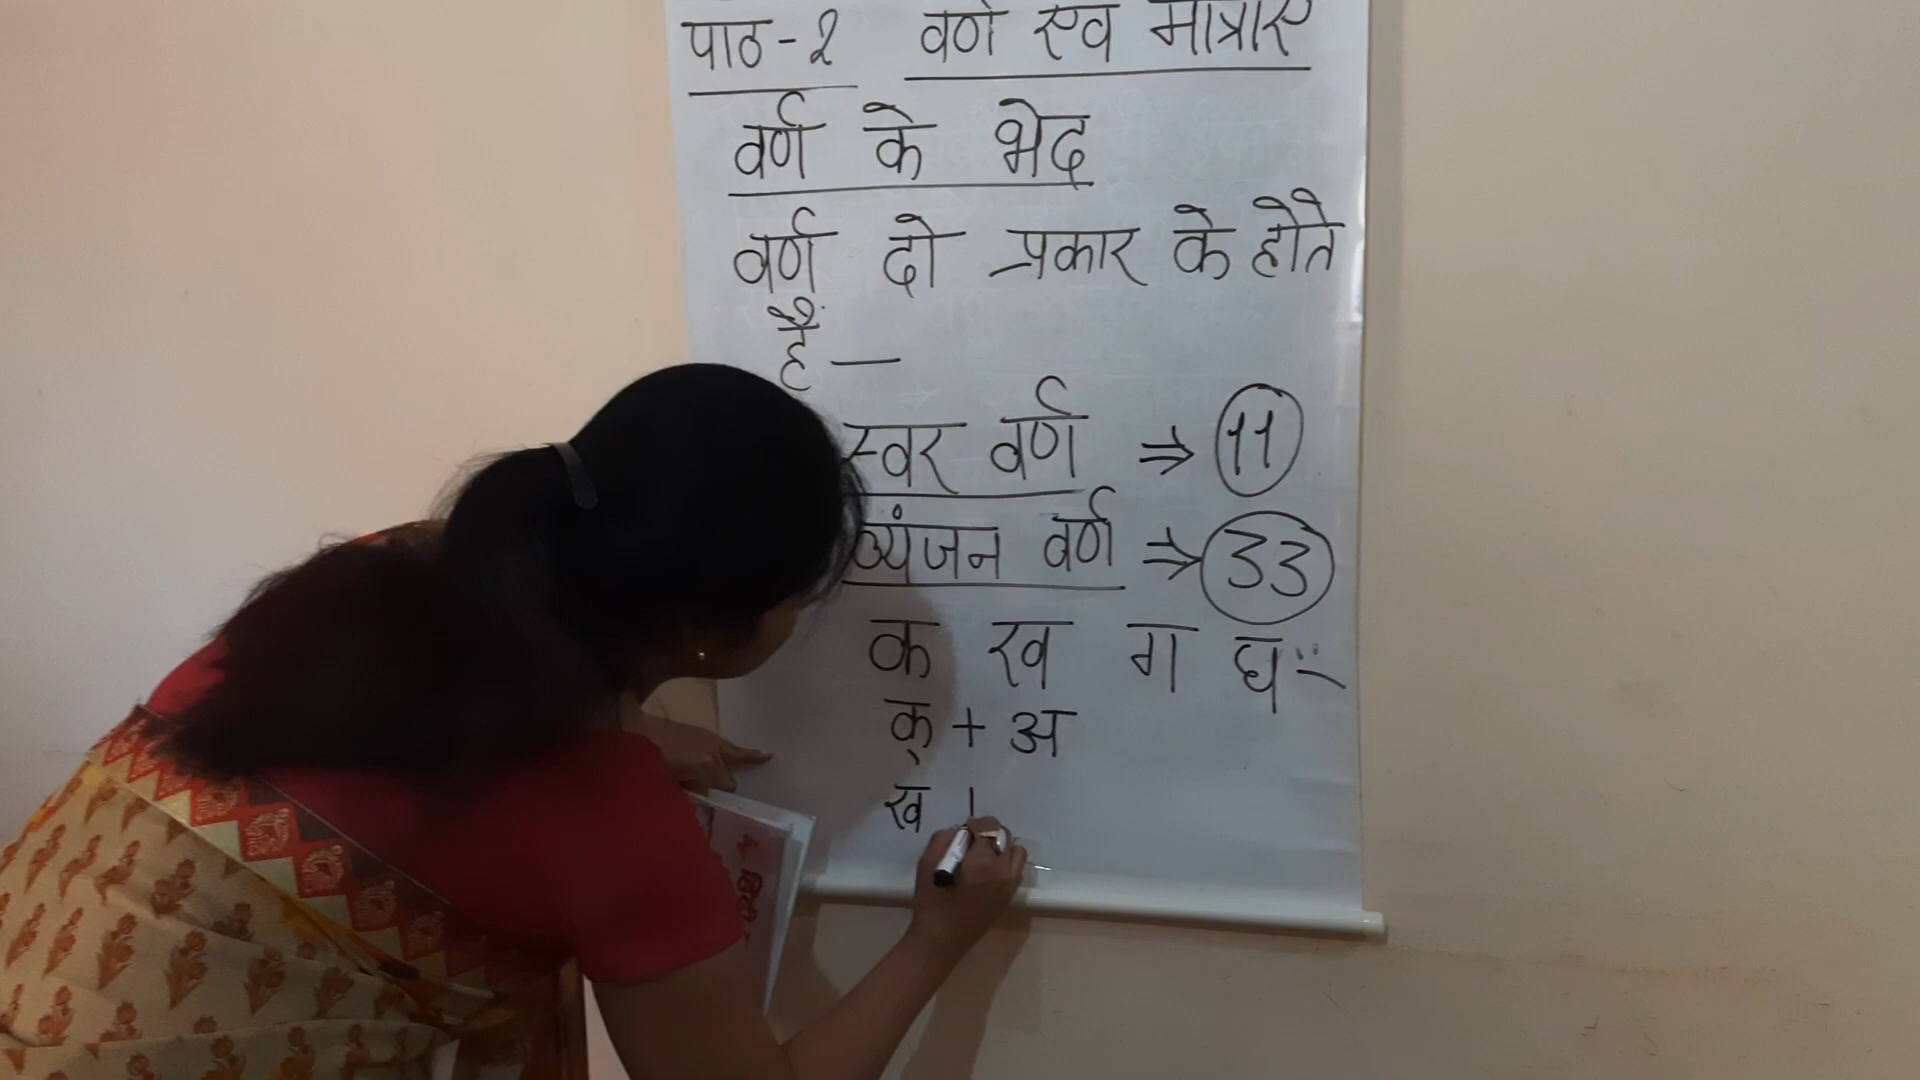 पाठ-2 वर्ण एवं मात्राएँ
वर्ण के भेद
वर्ण दो प्रकार के होते
हैं —
स्वर वर्ण ⇒ 11
व्यंजन वर्ण ⇒ 33
क ख ग घ --
क् + अ
ख
हिन्दी